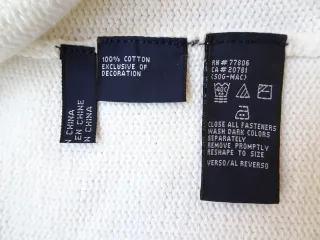 N CHINA
EN CHINE
N CHINA
100% COTTON
EXCLUSIVE OF
DECORATION
RN#77806
CA#20781
(50G-MAC)
40C
CLOSE ALL FASTENERS
WASH DARK COLORS
SEPARATELY
REMOVE PROMPTLY
RESHAPE TO SIZE
VERSO/AL REVERSO